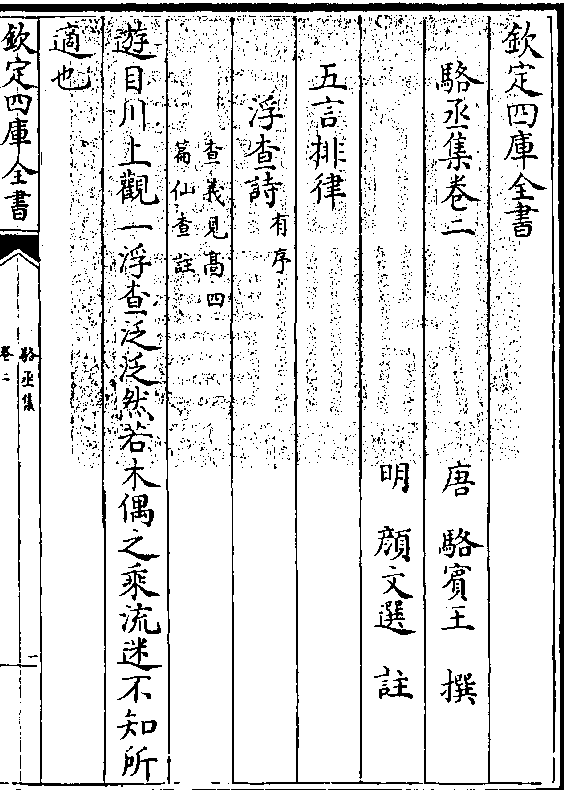 欽定四庫全書
駱丞集卷二
唐 駱賓王 撰
明 顔文選 註
五言排律
浮查詩有序
查義見高四
篇仙查註
遊目川上觀一浮查泛泛然若木偶之乘流迷不知所
適也
欽定四庫全書
駱丞集
卷二
一